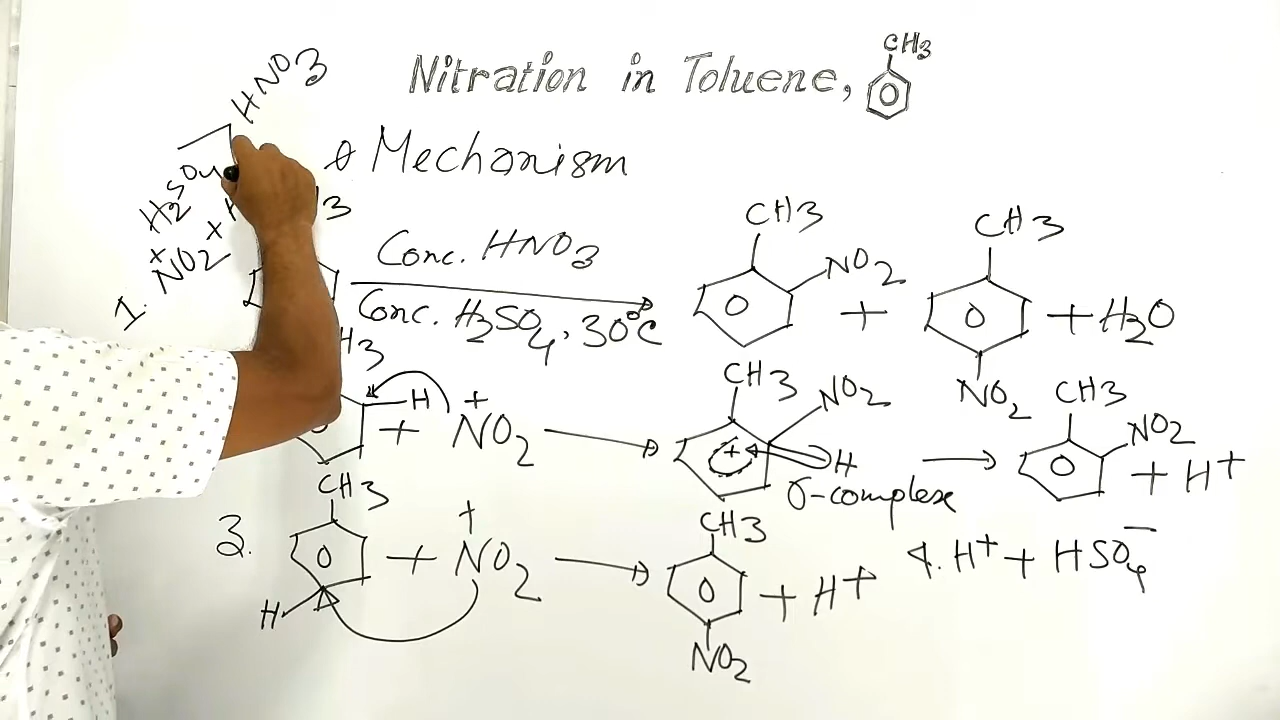 CH3
Nitration in Toluene,
& Mechanism
HNO3
H2SO4
1. +NO2 +
CH3 CH3
Conc. HNO3
NO2
Conc. H2SO4, 30°C
+ + H2O
NO2
H3 CH3 NO2 CH3
H + +NO2 + H NO2 + H+
σ-complex
CH3 CH3
3. + +NO2 + H+ 4. H+ + HSO4-
H
NO2